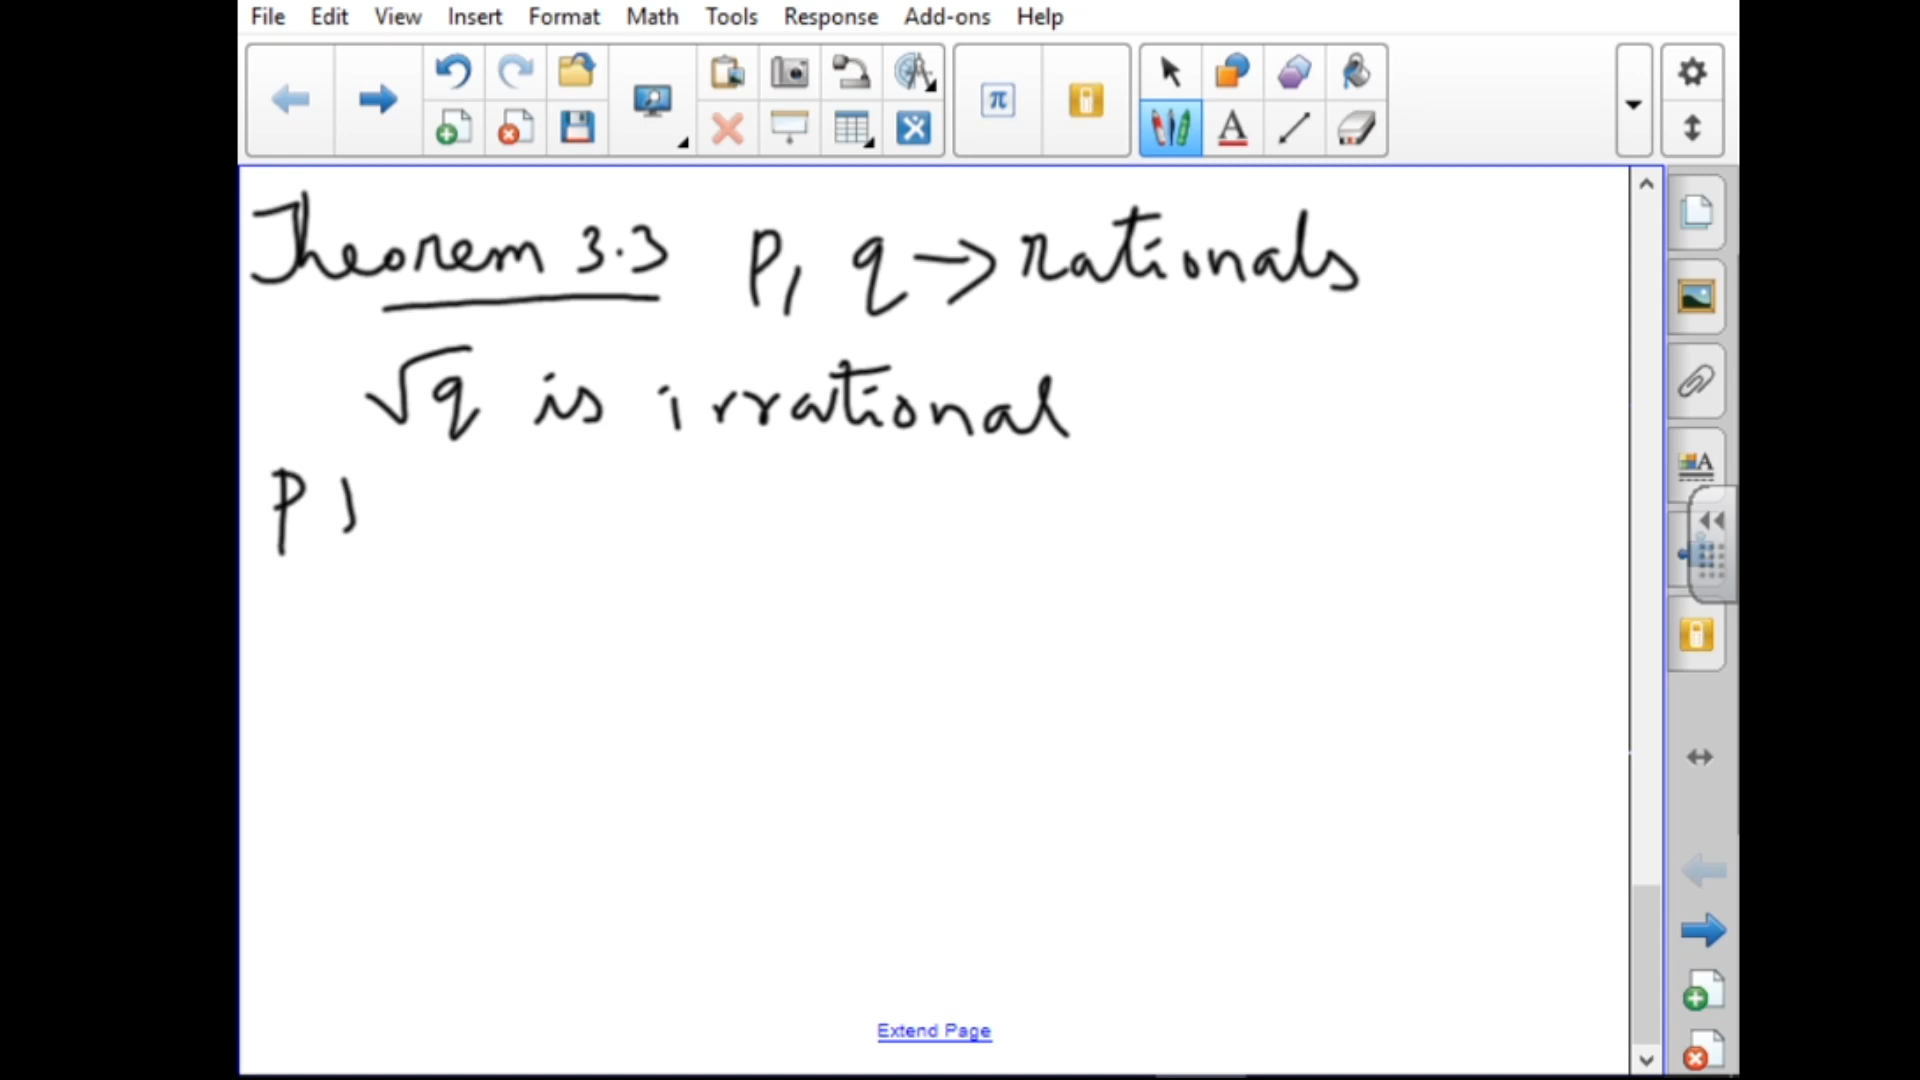 File Edit View Insert Format Math Tools Response Add-ons Help
Theorem 3.3 p, q → rationals
√q is irrational
p,
Extend Page